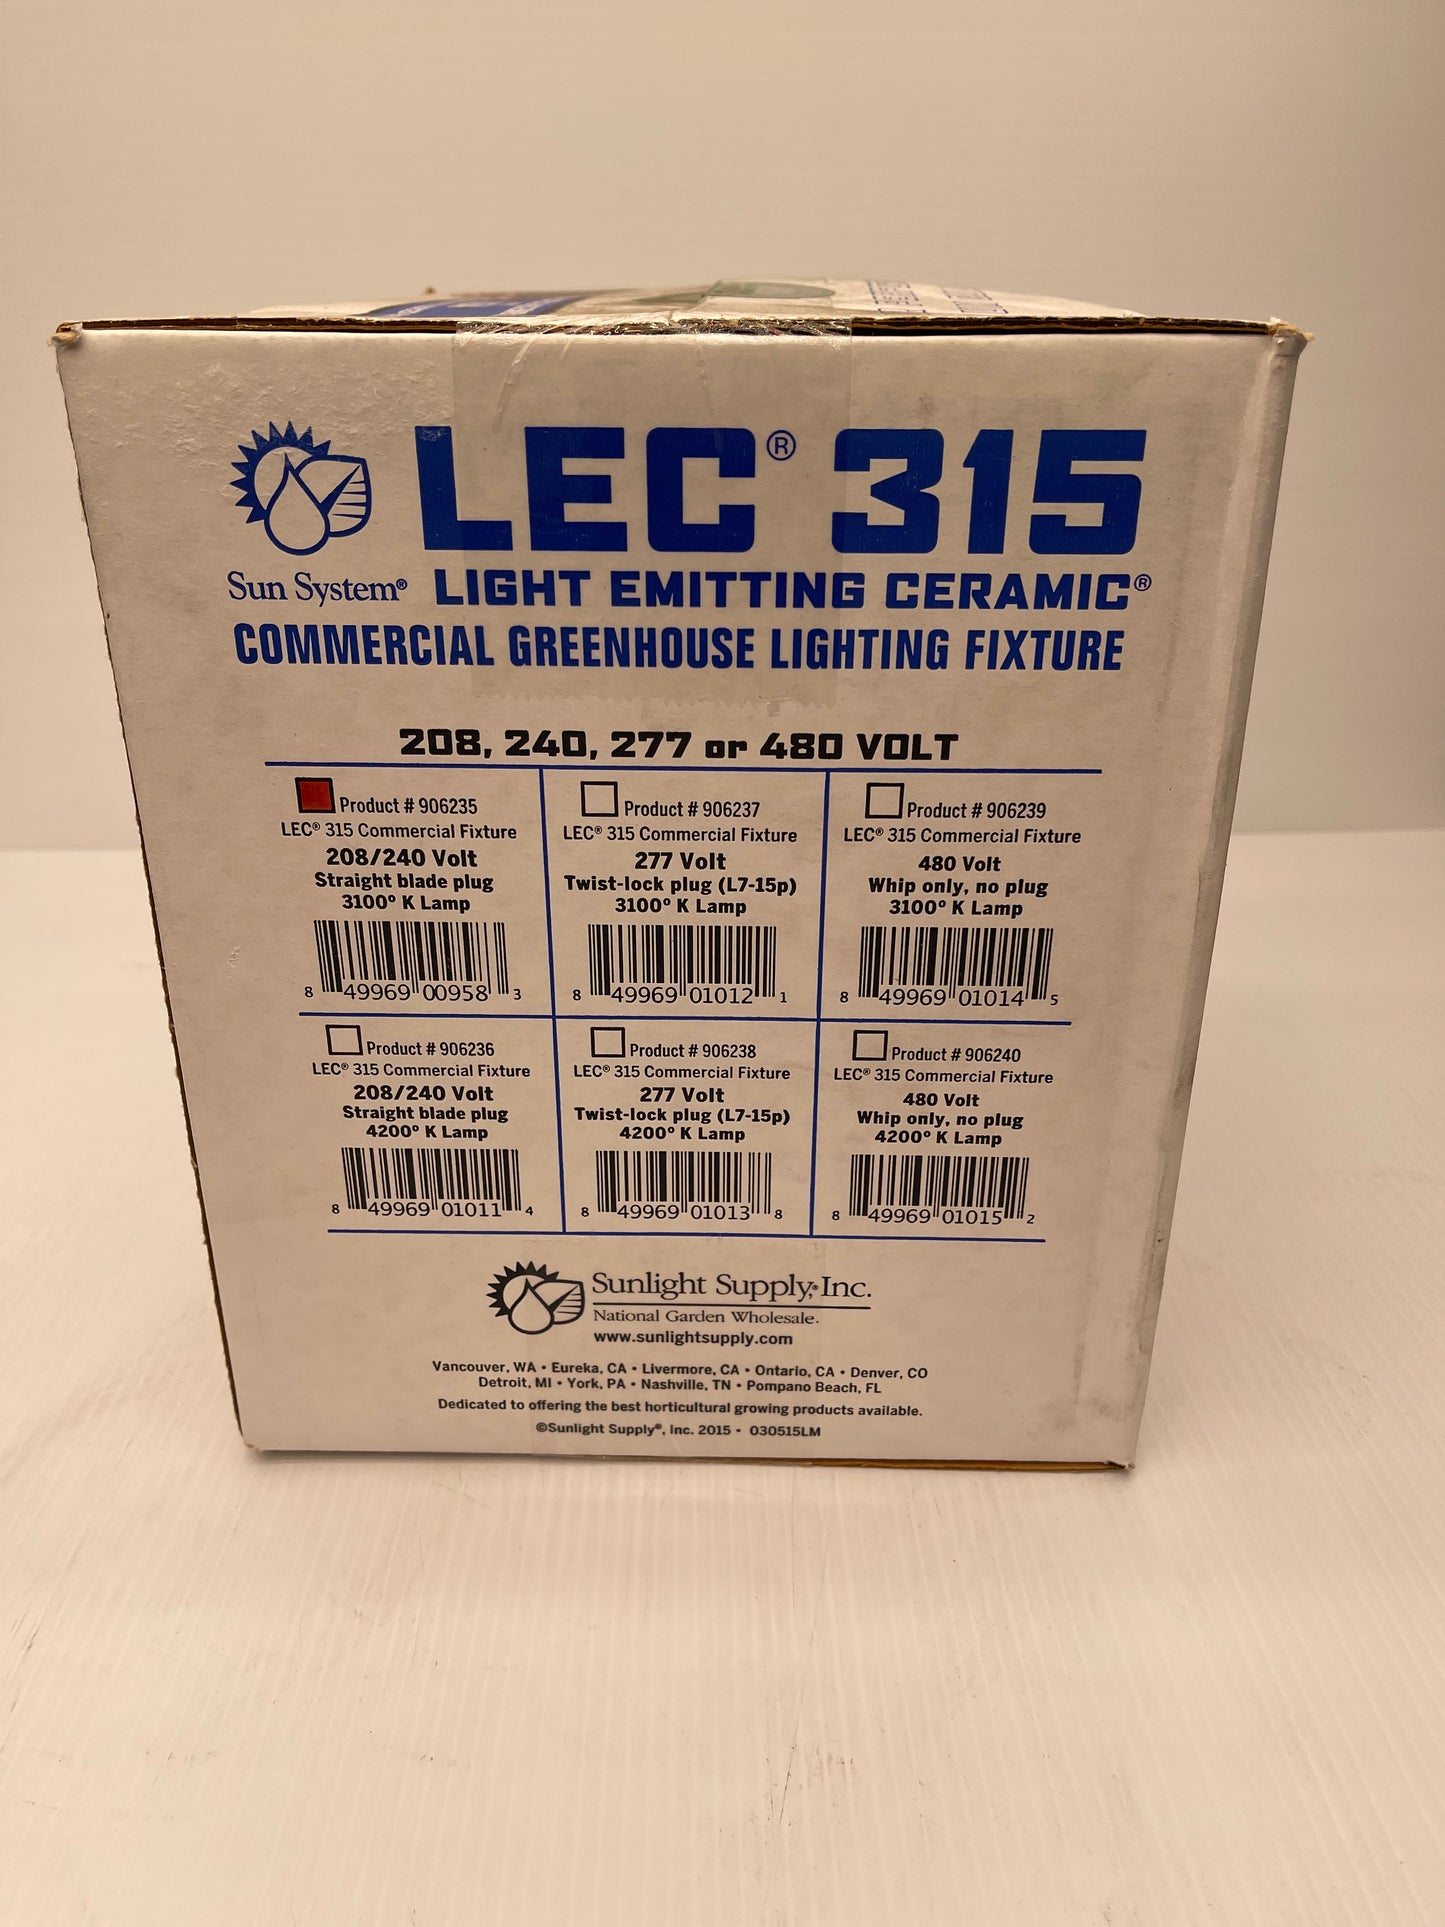 LEC® 315
Sun System® LIGHT EMITTING CERAMIC®
COMMERCIAL GREENHOUSE LIGHTING FIXTURE
208, 240, 277 or 480 VOLT
Product # 906235
LEC® 315 Commercial Fixture
208/240 Volt
Straight blade plug
3100° K Lamp
8 49969 00958 3
Product # 906237
LEC® 315 Commercial Fixture
277 Volt
Twist-lock plug (L7-15p)
3100° K Lamp
8 49969 01012 1
Product # 906239
LEC® 315 Commercial Fixture
480 Volt
Whip only, no plug
3100° K Lamp
8 49969 01014 5
Product # 906236
LEC® 315 Commercial Fixture
208/240 Volt
Straight blade plug
4200° K Lamp
8 49969 01011 4
Product # 906238
LEC® 315 Commercial Fixture
277 Volt
Twist-lock plug (L7-15p)
4200° K Lamp
8 49969 01013 8
Product # 906240
LEC® 315 Commercial Fixture
480 Volt
Whip only, no plug
4200° K Lamp
8 49969 01015 2
Sunlight Supply,® Inc.
National Garden Wholesale.
www.sunlightsupply.com
Vancouver, WA • Eureka, CA • Livermore, CA • Ontario, CA • Denver, CO
Detroit, MI • York, PA • Nashville, TN • Pompano Beach, FL
Dedicated to offering the best horticultural growing products available.
©Sunlight Supply®, Inc. 2015 • 030515LM